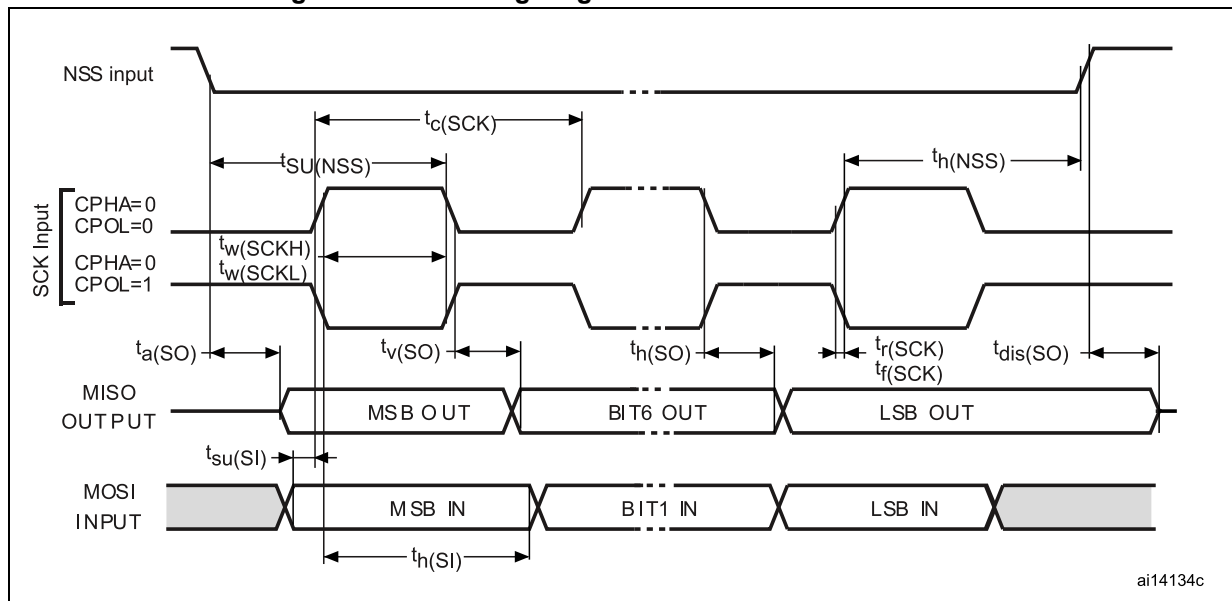 NSS input
tc(SCK)
tSU(NSS)
th(NSS)
SCK Input
CPHA=0
CPOL=0
tw(SCKH)
CPHA=0
tw(SCKL)
CPOL=1
ta(SO)
tv(SO)
th(SO)
tr(SCK)
tf(SCK)
tdis(SO)
MISO
OUTPUT
MSB OUT
BIT6 OUT
LSB OUT
tsu(SI)
MOSI
INPUT
MSB IN
BIT1 IN
LSB IN
th(SI)
ai14134c